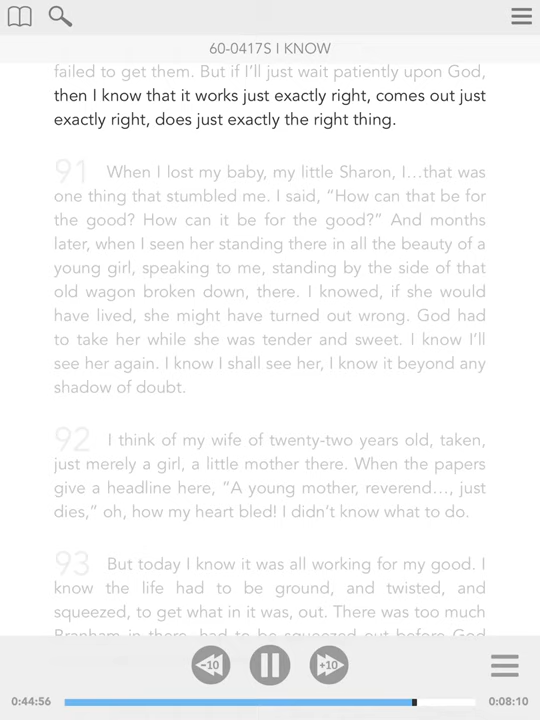 60-0417S I KNOW
failed to get them. But if I'll just wait patiently upon God,
then I know that it works just exactly right, comes out just
exactly right, does just exactly the right thing.
91 When I lost my baby, my little Sharon, I…that was
one thing that stumbled me. I said, “How can that be for
the good? How can it be for the good?” And months
later, when I seen her standing there in all the beauty of a
young girl, speaking to me, standing by the side of that
old wagon broken down, there. I knowed, if she would
have lived, she might have turned out wrong. God had
to take her while she was tender and sweet. I know I'll
see her again. I know I shall see her, I know it beyond any
shadow of doubt.
92 I think of my wife of twenty-two years old, taken,
just merely a girl, a little mother there. When the papers
give a headline here, “A young mother, reverend…, just
dies,” oh, how my heart bled! I didn't know what to do.
93 But today I know it was all working for my good. I
know the life had to be ground, and twisted, and
squeezed, to get what in it was, out. There was too much
Branham in there, had to be squeezed out before God
-10 +10
0:44:56 0:08:10